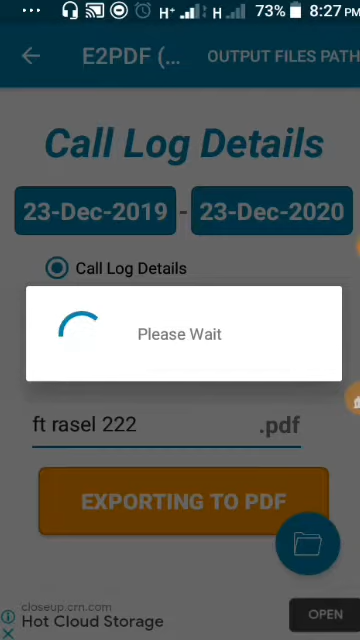 ... H+ H 73% 8:27 PM
E2PDF (... OUTPUT FILES PATH
Call Log Details
23-Dec-2019 - 23-Dec-2020
Call Log Details
Please Wait
ft rasel 222 .pdf
EXPORTING TO PDF
closeup.crn.com
Hot Cloud Storage
OPEN